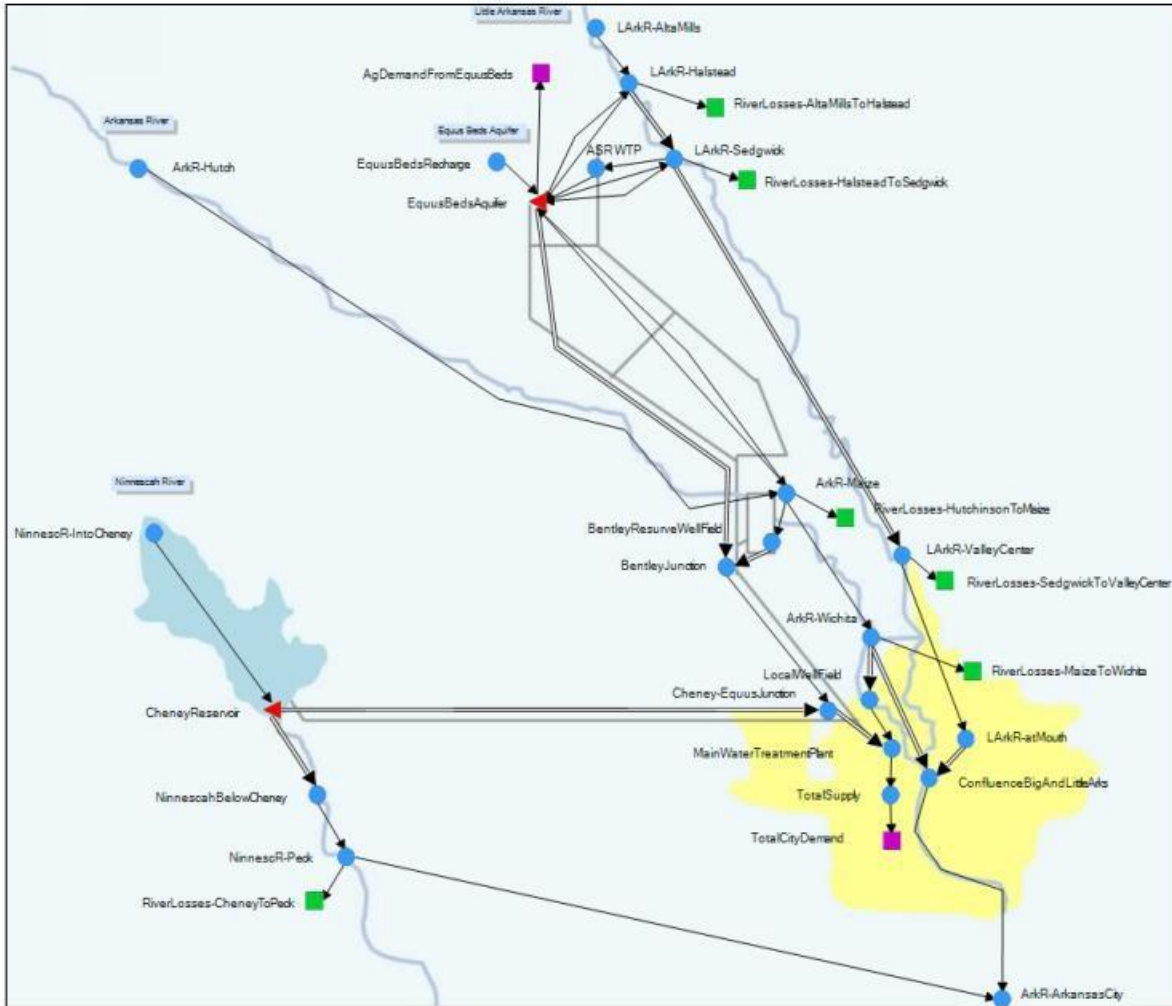 Little Arkansas River
LArkR-AltaMills
AgDemandFromEquusBeds
LArkR-Halstead
RiverLosses-AltaMillsToHalstead
Arkansas River
Equus Beds Aquifer
ArkR-Hutch
EquusBedsRecharge
ASR WTP
LArkR-Sedgwick
RiverLosses-HalsteadToSedgwick
EquusBedsAquifer
Ninnescah River
ArkR-Maize
NinnescR-IntoCheney
BentleyResurveWellField
RiverLosses-HutchinsonToMaize
BentleyJunction
LArkR-ValleyCenter
RiverLosses-SedgwickToValleyCenter
ArkR-Wichita
LocalWellField
RiverLosses-MaizeToWichita
Cheney-EquusJunction
CheneyReservoir
MainWaterTreatmentPlant
LArkR-atMouth
NinnescahBelowCheney
TotalSupply
ConfluenceBigAndLittleArks
TotalCityDemand
NinnescR-Peck
RiverLosses-CheneyToPeck
ArkR-ArkansasCity